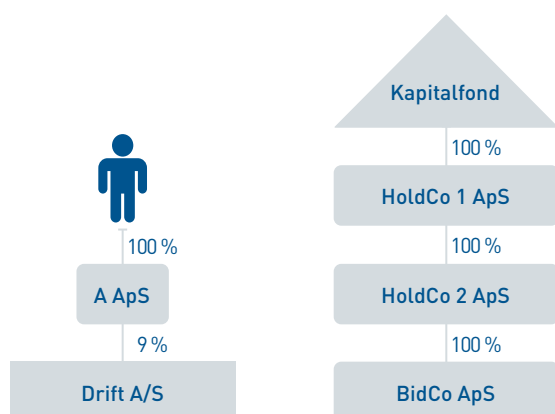 Kapitalfond
100 %
HoldCo 1 ApS
100 %
100 %
A ApS
HoldCo 2 ApS
9 %
100 %
Drift A/S
BidCo ApS